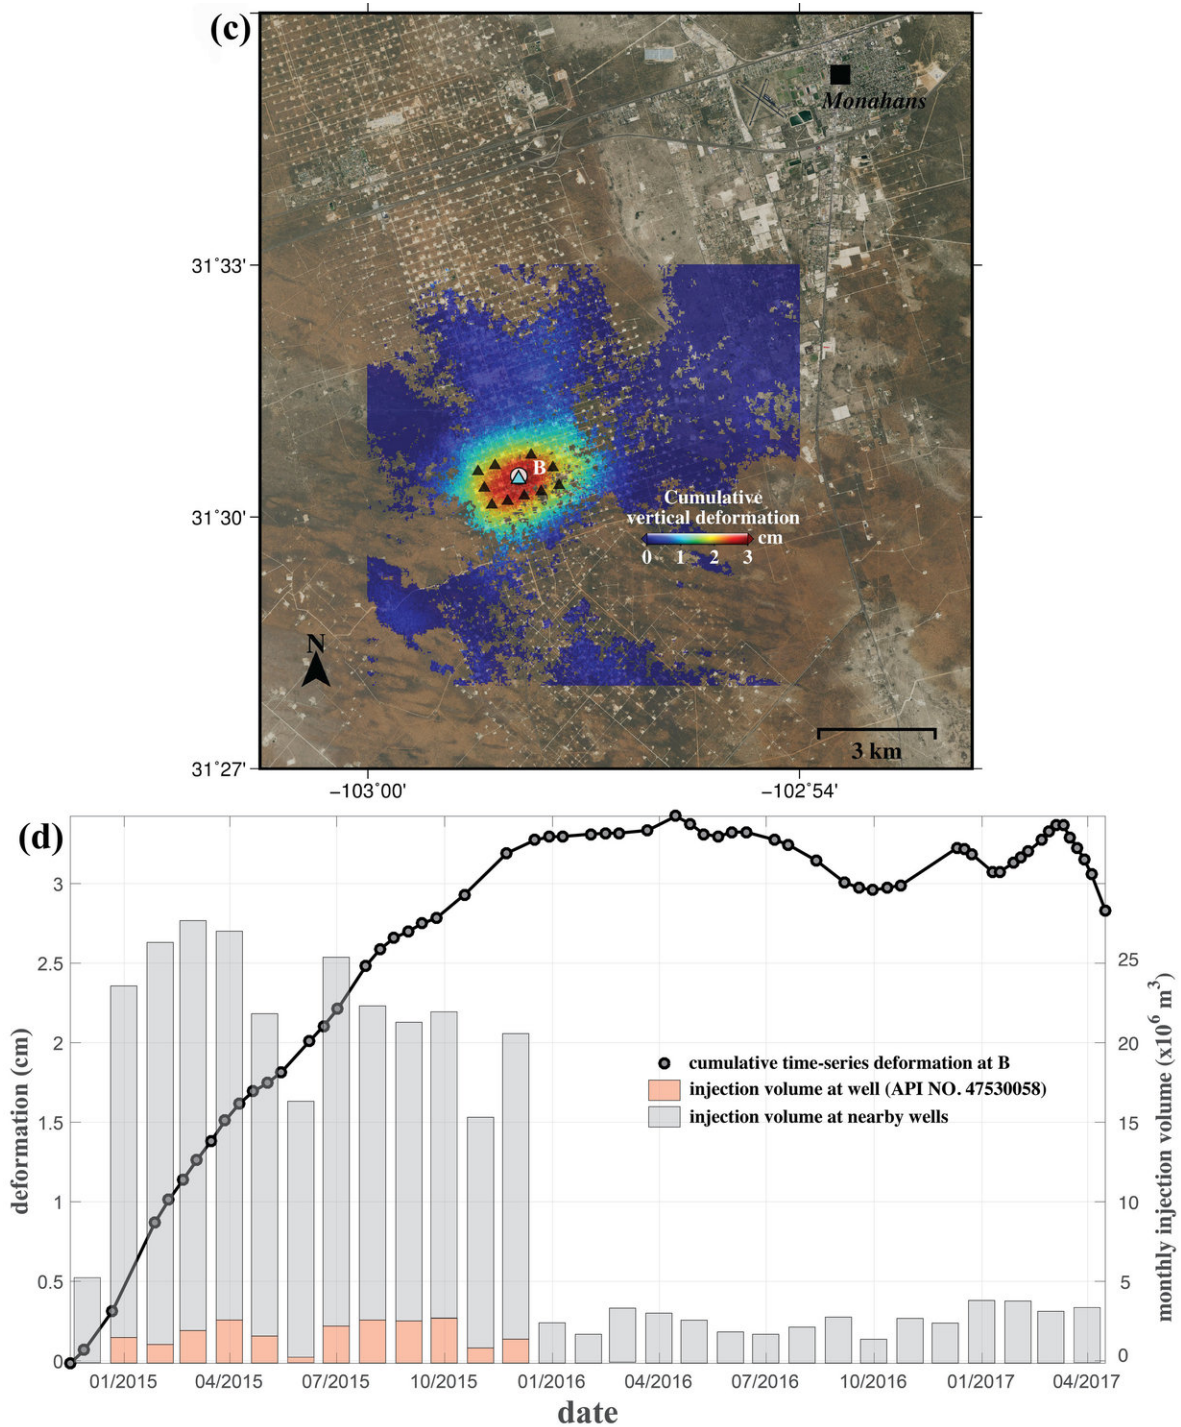 (c)
Monahans
31°33'
B
Cumulative
vertical deformation
cm
0 1 2 3
31°30'
N
3 km
31°27'
−103°00'
−102°54'
(d)
3
2.5
2
1.5
1
0.5
0
deformation (cm)
25
20
15
10
5
0
monthly injection volume (x10⁶ m³)
cumulative time-series deformation at B
injection volume at well (API NO. 47530058)
injection volume at nearby wells
01/2015 04/2015 07/2015 10/2015 01/2016 04/2016 07/2016 10/2016 01/2017 04/2017
date